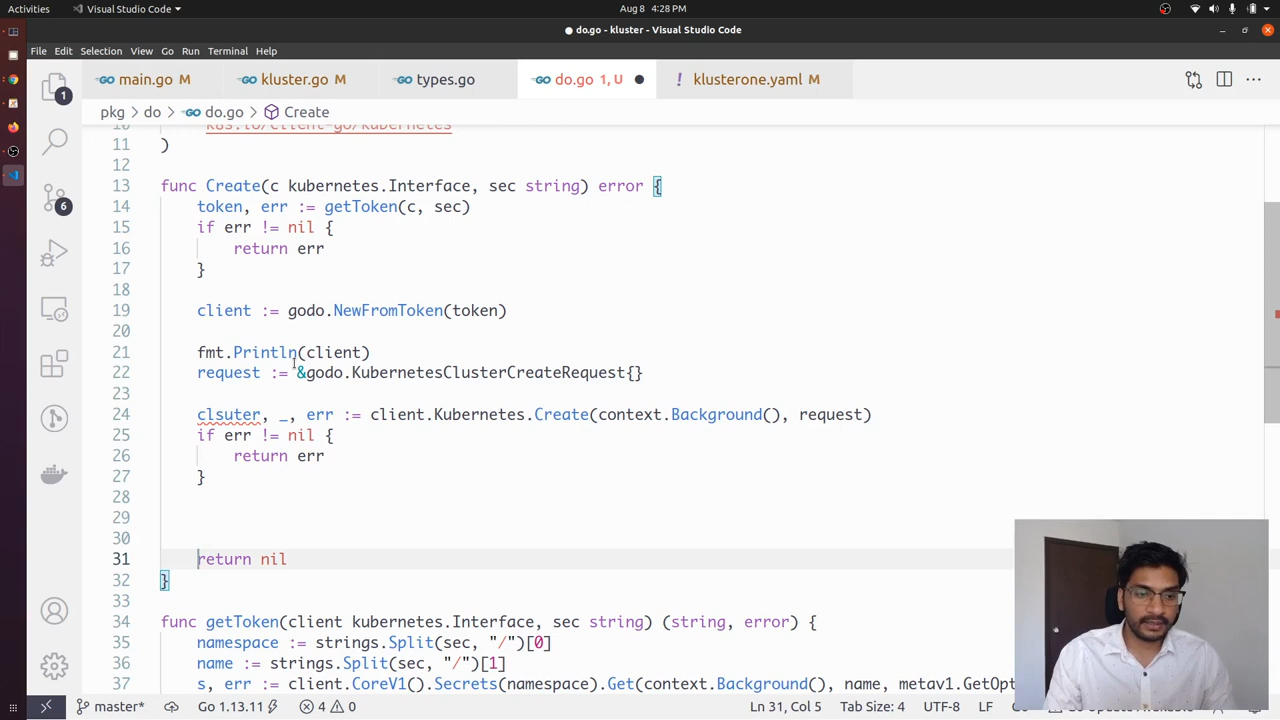 Activities
Visual Studio Code
Aug 8 4:28 PM
do.go - kluster - Visual Studio Code
File Edit Selection View Go Run Terminal Help
main.go M
kluster.go M
types.go
do.go 1, U
! klusterone.yaml M
pkg > do > do.go > Create
10 k8s.io/client-go/kubernetes
11 )
12
13 func Create(c kubernetes.Interface, sec string) error {
14 token, err := getToken(c, sec)
15 if err != nil {
16 return err
17 }
18
19 client := godo.NewFromToken(token)
20
21 fmt.Println(client)
22 request := &godo.KubernetesClusterCreateRequest{}
23
24 clsuter, _, err := client.Kubernetes.Create(context.Background(), request)
25 if err != nil {
26 return err
27 }
28
29
30
31 return nil
32 }
33
34 func getToken(client kubernetes.Interface, sec string) (string, error) {
35 namespace := strings.Split(sec, "/")[0]
36 name := strings.Split(sec, "/")[1]
37 s, err := client.CoreV1().Secrets(namespace).Get(context.Background(), name, metav1.GetOpt
1
6
master* Go 1.13.11 4 0 Ln 31, Col 5 Tab Size: 4 UTF-8 LF